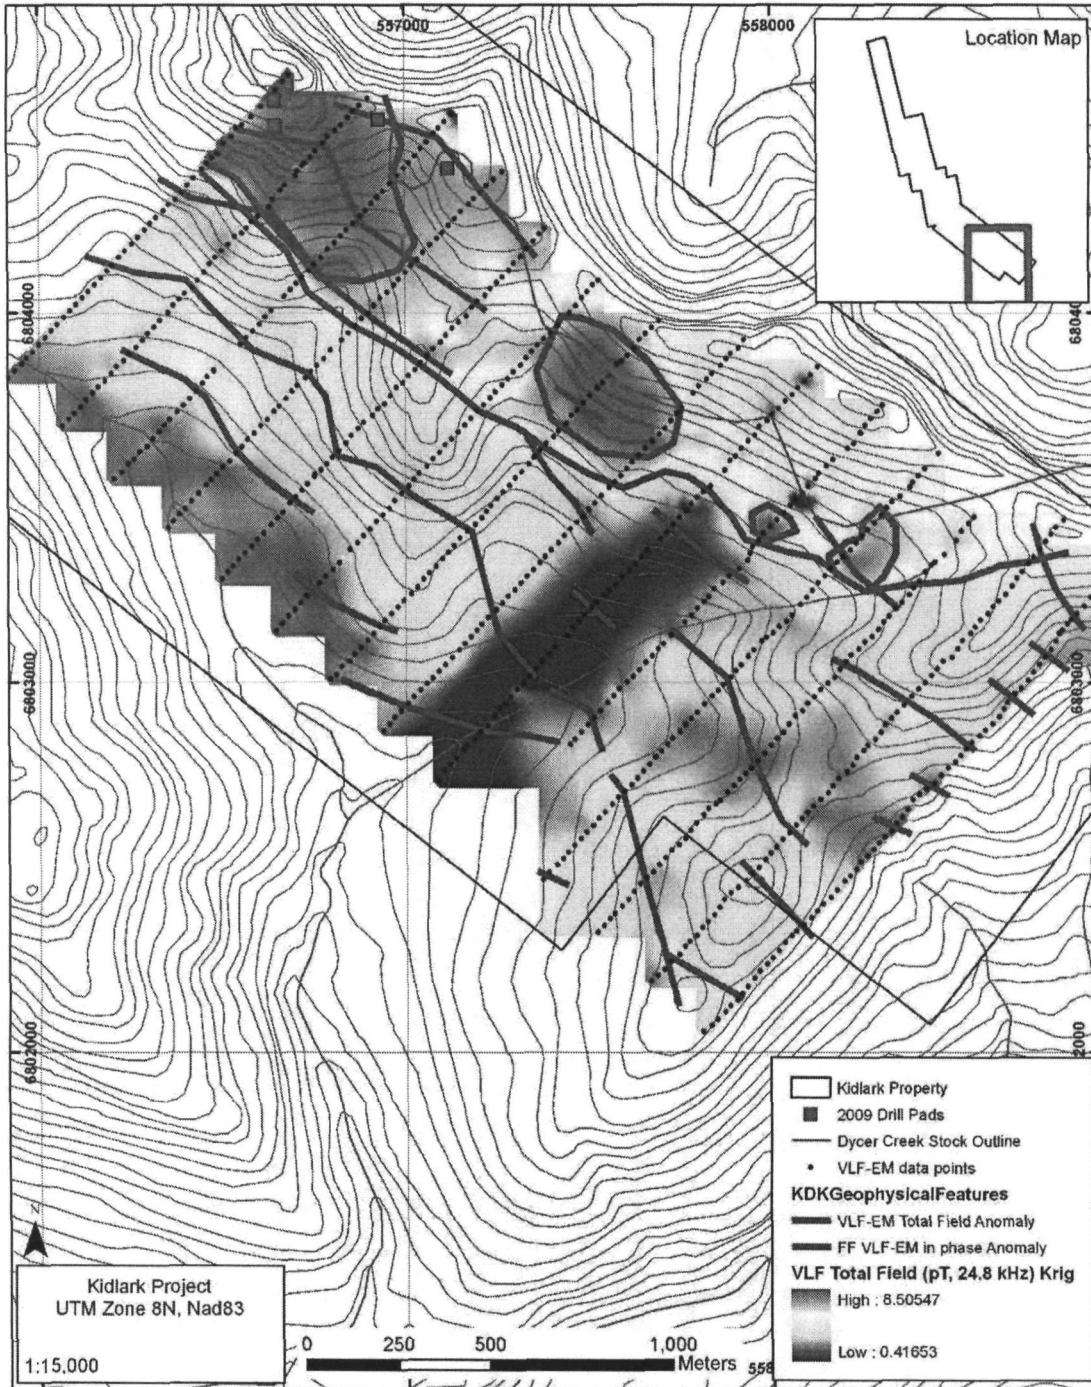 557000
558000
Location Map
6804000
68040
6803000
6803000
6802000
2000
Kidlark Property
2009 Drill Pads
Dycer Creek Stock Outline
VLF-EM data points
KDKGeophysicalFeatures
VLF-EM Total Field Anomaly
FF VLF-EM in phase Anomaly
VLF Total Field (pT, 24.8 kHz) Krig
High : 8.50547
Low : 0.41653
N
Kidlark Project
UTM Zone 8N, Nad83
1:15,000
0 250 500 1,000
Meters
558